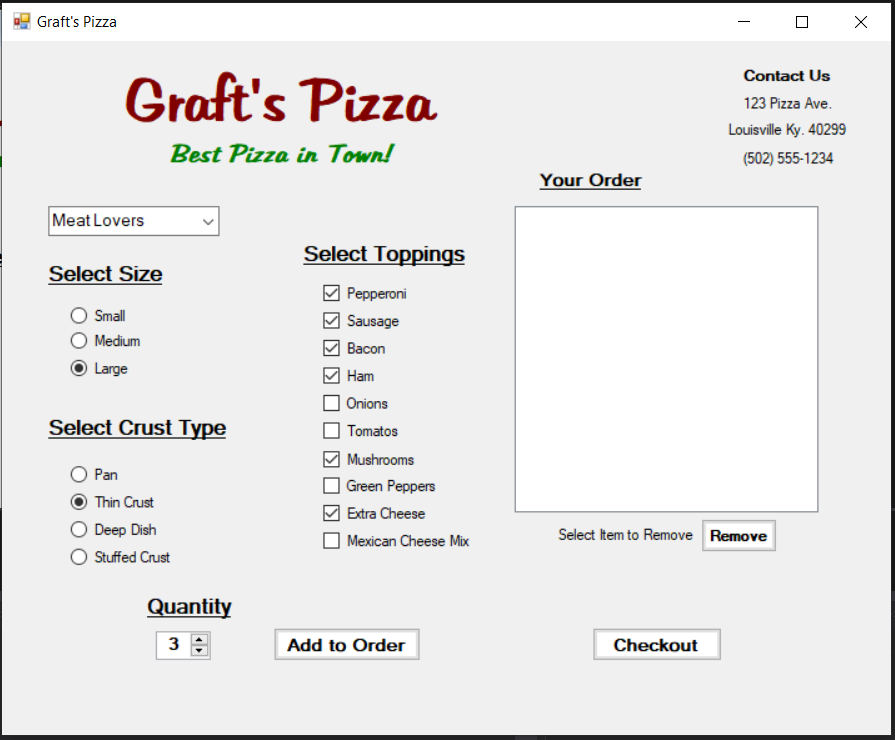 Graft's Pizza
Graft's Pizza
Best Pizza in Town!
Contact Us
123 Pizza Ave.
Louisville Ky. 40299
(502) 555-1234
Meat Lovers
Select Size
Small
Medium
Large
Select Crust Type
Pan
Thin Crust
Deep Dish
Stuffed Crust
Select Toppings
Pepperoni
Sausage
Bacon
Ham
Onions
Tomatos
Mushrooms
Green Peppers
Extra Cheese
Mexican Cheese Mix
Your Order
Select Item to Remove
Remove
Quantity
3
Add to Order
Checkout